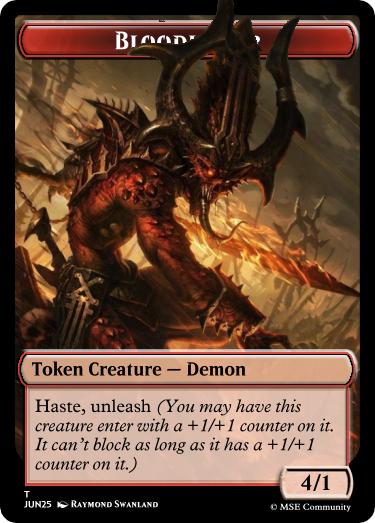 Token Creature — Demon
Haste, unleash (You may have this
creature enter with a +1/+1 counter on it.
It can't block as long as it has a +1/+1
counter on it.)
4/1
T
JUN25 Raymond Swanland
© MSE Community